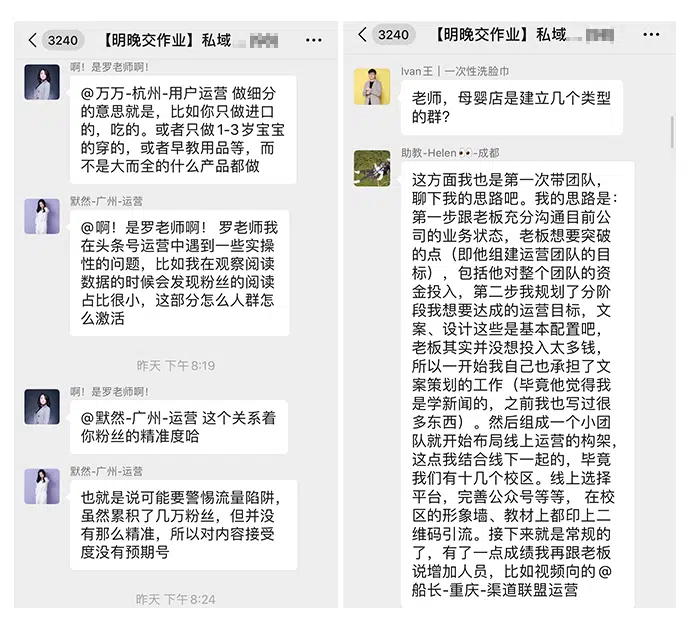 3240
【明晚交作业】私域
啊！是罗老师啊！
@万万-杭州-用户运营 做细分
的意思就是，比如你只做进口
的，吃的。或者只做1-3岁宝宝
的穿的，或者早教用品等，而
不是大而全的什么产品都做
默然-广州-运营
@啊！是罗老师啊！ 罗老师我
在头条号运营中遇到一些实操
性的问题，比如我在观察阅读
数据的时候会发现粉丝的阅读
占比很小，这部分怎么人群怎
么激活
昨天 下午8:19
啊！是罗老师啊！
@默然-广州-运营 这个关系着
你粉丝的精准度哈
默然-广州-运营
也就是说可能要警惕流量陷阱，
虽然累积了几万粉丝，但并没
有那么精准，所以对内容接受
度没有预期号
昨天 下午8:24
3240
【明晚交作业】私域
Ivan王｜一次性洗脸巾
老师，母婴店是建立几个类型
的群？
助教-Helen👀-成都
这方面我也是第一次带团队，
聊下我的思路吧。我的思路是：
第一步跟老板充分沟通目前公
司的业务状态，老板想要突破
的点（即他组建运营团队的目
标），包括他对整个团队的资
金投入，第二步我规划了分阶
段我想要达成的运营目标，文
案、设计这些是基本配置吧，
老板其实并没想投入太多钱，
所以一开始我自己也承担了文
案策划的工作（毕竟他觉得我
是学新闻的，之前我也写过很
多东西）。然后组成一个小团
队就开始布局线上运营的构架，
这点我结合线下一起的，毕竟
我们有十几个校区。线上选择
平台，完善公众号等等， 在校
区的形象墙、教材上都印上二
维码引流。接下来就是常规的
了，有了一点成绩我再跟老板
说增加人员，比如视频向的@
船长-重庆-渠道联盟运营